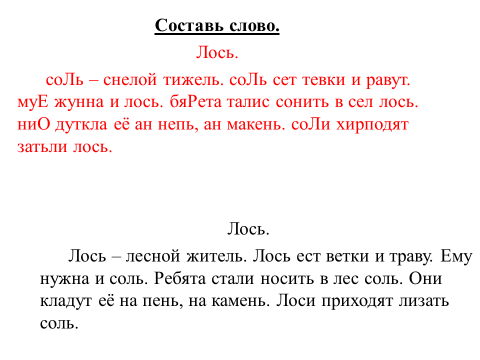 Составь слово.
Лось.
соЛь – снелой тижель. соЛь сет тевки и равут.
муЕ жунна и лось. бяРета талис сонить в сел лось.
ниО дуткла её ан непь, ан макень. соЛи хирподят
затьли лось.
Лось.
Лось – лесной житель. Лось ест ветки и траву. Ему
нужна и соль. Ребята стали носить в лес соль. Они
кладут её на пень, на камень. Лоси приходят лизать
соль.